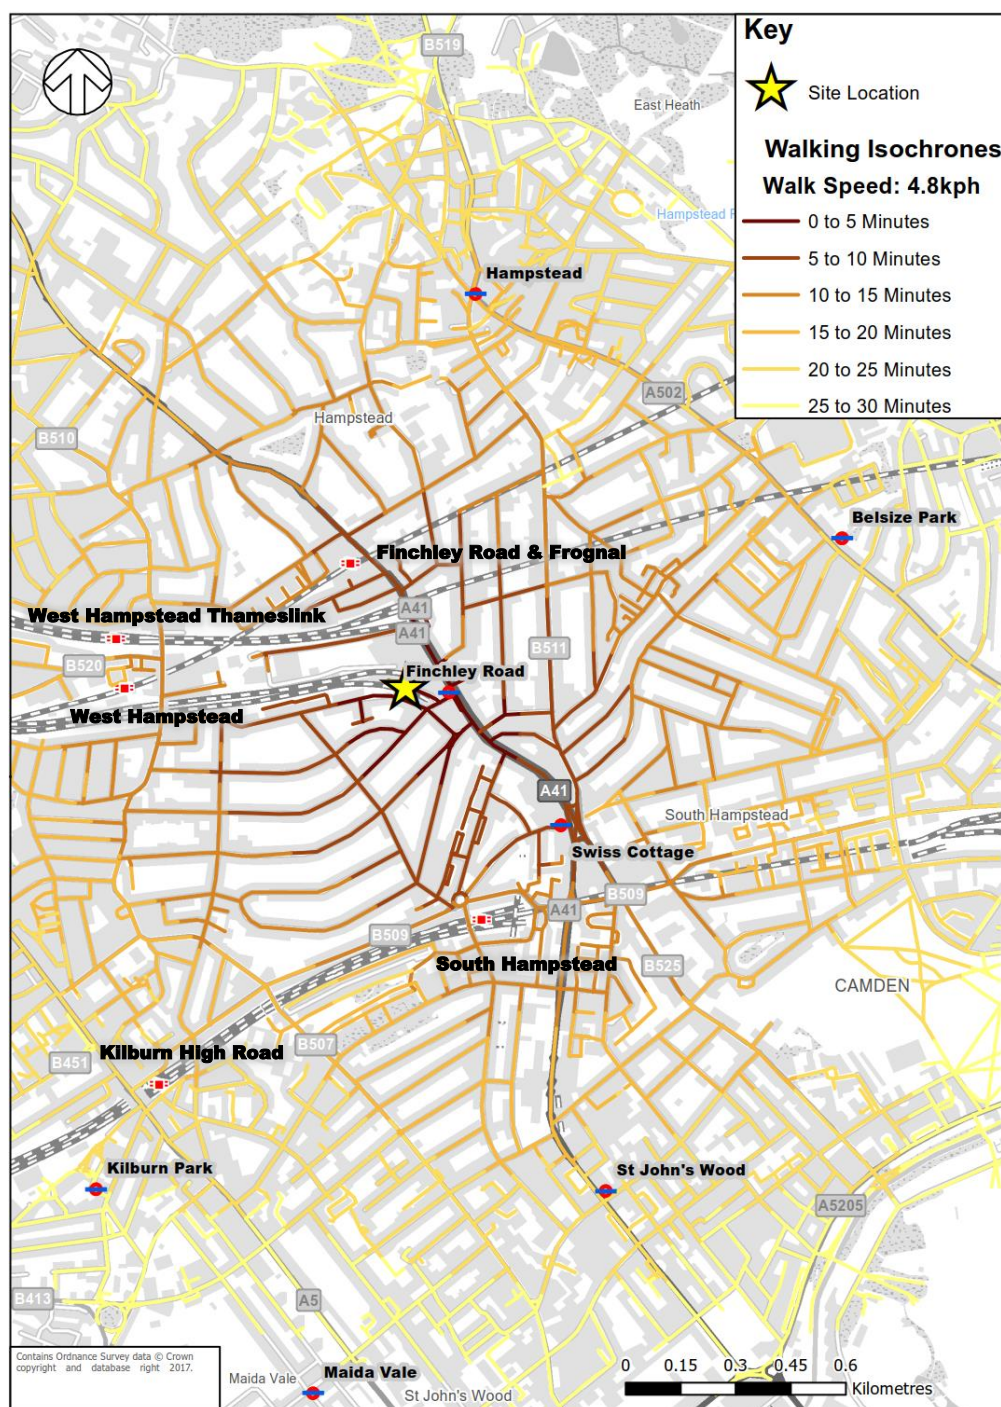 Key
Site Location
Walking Isochrones
Walk Speed: 4.8kph
0 to 5 Minutes
5 to 10 Minutes
10 to 15 Minutes
15 to 20 Minutes
20 to 25 Minutes
25 to 30 Minutes
B519
East Heath
Hampstead
Hampstead
A502
B510
Hampstead
Belsize Park
Finchley Road & Frognal
A41
West Hampstead Thameslink
A41
B511
B520
Finchley Road
West Hampstead
A41
South Hampstead
Swiss Cottage
B509
A41
B509
South Hampstead
B525
CAMDEN
B507
Kilburn High Road
B451
Kilburn Park
St John's Wood
A5205
B413
A5
Contains Ordnance Survey data © Crown
copyright and database right 2017.
Maida Vale
Maida Vale
St John's Wood
0 0.15 0.3 0.45 0.6
Kilometres